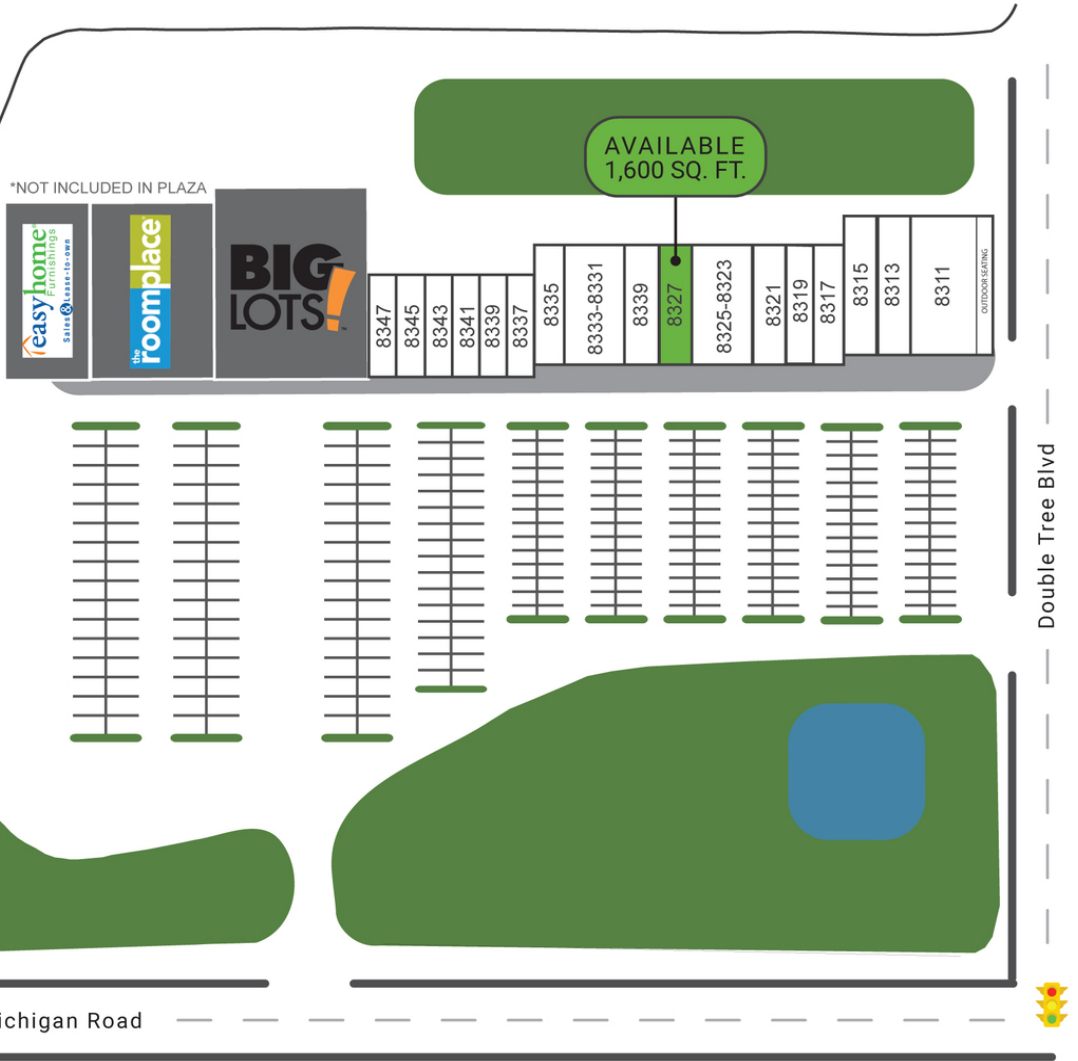 AVAILABLE
1,600 SQ. FT.
*NOT INCLUDED IN PLAZA
easyhome®
Furnishings
Sales & Lease-to-own
the roomplace®
BIG
LOTS!™
8347
8345
8343
8341
8339
8337
8335
8333-8331
8339
8327
8325-8323
8321
8319
8317
8315
8313
8311
OUTDOOR SEATING
Double Tree Blvd
ichigan Road